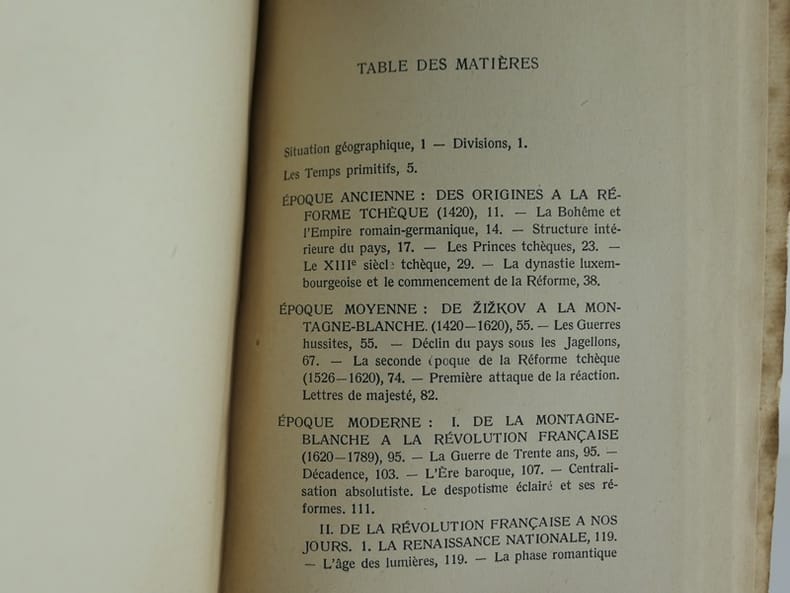 TABLE DES MATIÈRES
Situation géographique, 1 — Divisions, 1.
Les Temps primitifs, 5.
ÉPOQUE ANCIENNE : DES ORIGINES A LA RÉ-
FORME TCHÈQUE (1420), 11. — La Bohême et
l'Empire romain-germanique, 14. — Structure inté-
rieure du pays, 17. — Les Princes tchèques, 23. —
Le XIIIe siècle tchèque, 29. — La dynastie luxem-
bourgeoise et le commencement de la Réforme, 38.
ÉPOQUE MOYENNE : DE ŽIŽKOV A LA MON-
TAGNE-BLANCHE. (1420—1620), 55. — Les Guerres
hussites, 55. — Déclin du pays sous les Jagellons,
67. — La seconde époque de la Réforme tchèque
(1526—1620), 74. — Première attaque de la réaction.
Lettres de majesté, 82.
ÉPOQUE MODERNE : I. DE LA MONTAGNE-
BLANCHE A LA RÉVOLUTION FRANÇAISE
(1620—1789), 95. — La Guerre de Trente ans, 95. —
Décadence, 103. — L'Ère baroque, 107. — Centrali-
sation absolutiste. Le despotisme éclairé et ses ré-
formes. 111.
II. DE LA RÉVOLUTION FRANÇAISE A NOS
JOURS. 1. LA RENAISSANCE NATIONALE, 119.
— L'âge des lumières, 119. — La phase romantique